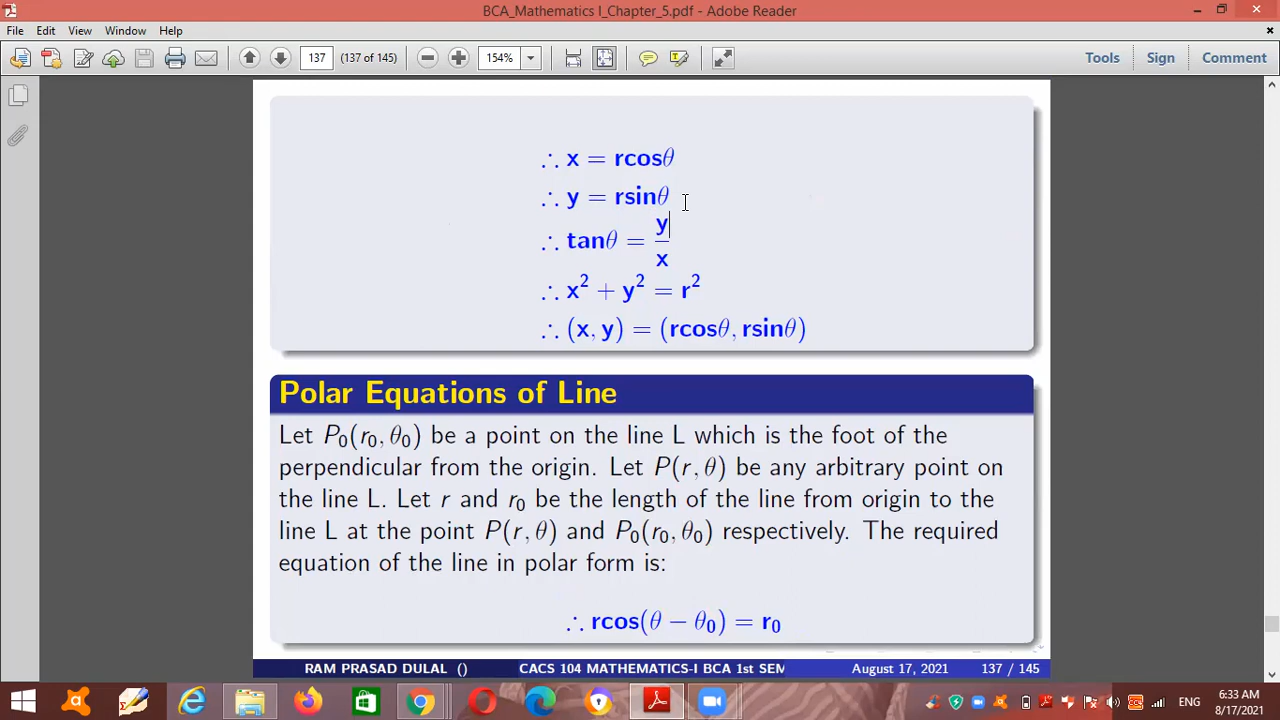 BCA_Mathematics I_Chapter_5.pdf - Adobe Reader
File Edit View Window Help
137 (137 of 145) 154% Tools Sign Comment
∴ x = rcosθ
∴ y = rsinθ
∴ tanθ = y/x
∴ x² + y² = r²
∴ (x, y) = (rcosθ, rsinθ)
Polar Equations of Line
Let P₀(r₀, θ₀) be a point on the line L which is the foot of the
perpendicular from the origin. Let P(r, θ) be any arbitrary point on
the line L. Let r and r₀ be the length of the line from origin to the
line L at the point P(r, θ) and P₀(r₀, θ₀) respectively. The required
equation of the line in polar form is:
∴ rcos(θ − θ₀) = r₀
RAM PRASAD DULAL () CACS 104 MATHEMATICS-I BCA 1st SEM August 17, 2021 137 / 145
ENG 6:33 AM
8/17/2021